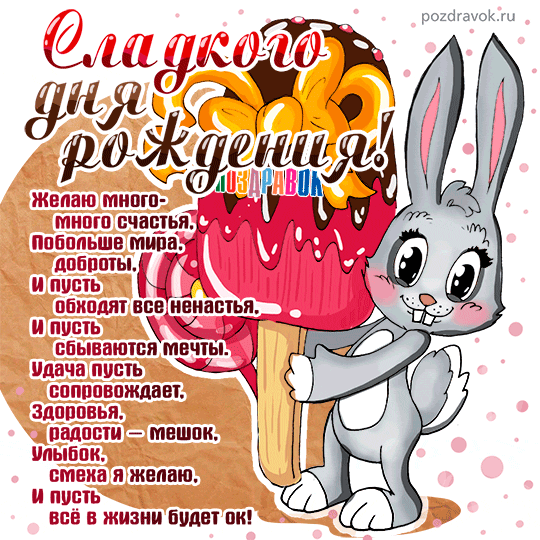 pozdravok.ru
Сладкого
дня
рождения!
ПОЗДРАВОК
Желаю много-
много счастья,
Побольше мира,
доброты,
И пусть
обходят все ненастья,
И пусть
сбываются мечты.
Удача пусть
сопровождает,
Здоровья,
радости – мешок,
Улыбок,
смеха я желаю,
И пусть
всё в жизни будет ок!